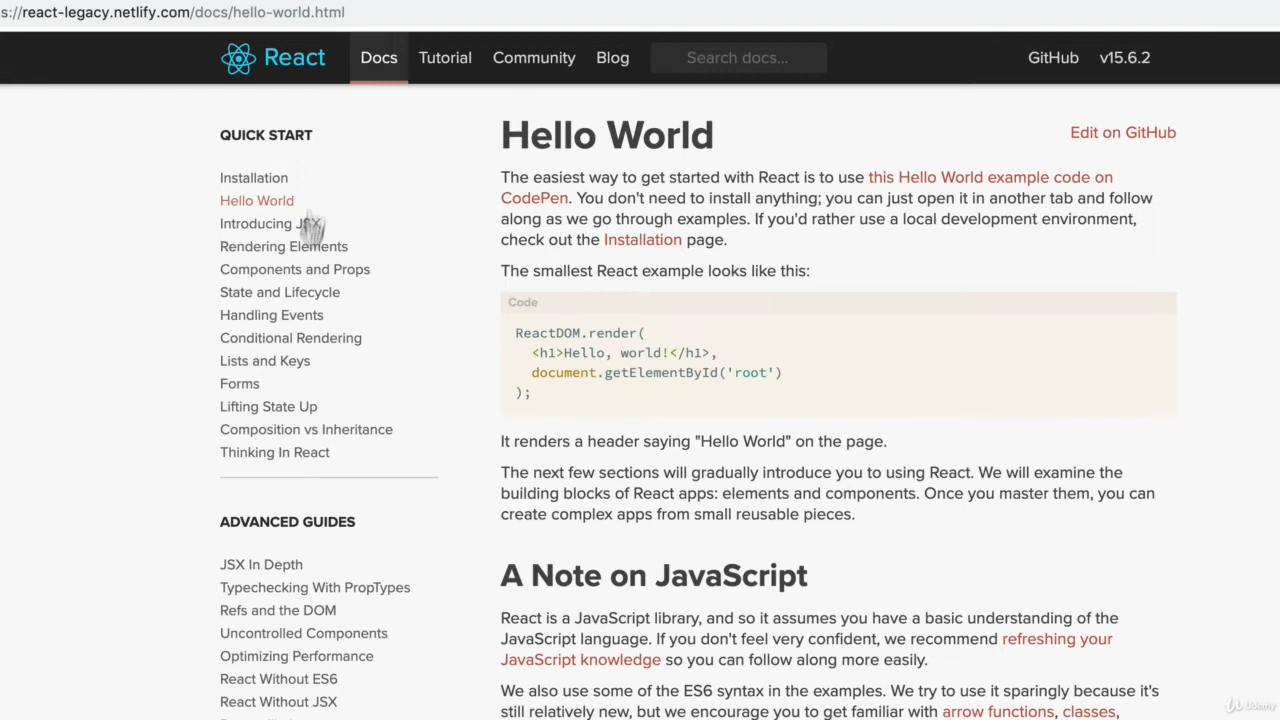 s://react-legacy.netlify.com/docs/hello-world.html
React Docs Tutorial Community Blog Search docs... GitHub v15.6.2
QUICK START
Installation
Hello World
Introducing JSX
Rendering Elements
Components and Props
State and Lifecycle
Handling Events
Conditional Rendering
Lists and Keys
Forms
Lifting State Up
Composition vs Inheritance
Thinking In React
ADVANCED GUIDES
JSX In Depth
Typechecking With PropTypes
Refs and the DOM
Uncontrolled Components
Optimizing Performance
React Without ES6
React Without JSX
Hello World
Edit on GitHub
The easiest way to get started with React is to use this Hello World example code on
CodePen. You don't need to install anything; you can just open it in another tab and follow
along as we go through examples. If you'd rather use a local development environment,
check out the Installation page.
The smallest React example looks like this:
Code
ReactDOM.render(
<h1>Hello, world!</h1>,
document.getElementById('root')
);
It renders a header saying "Hello World" on the page.
The next few sections will gradually introduce you to using React. We will examine the
building blocks of React apps: elements and components. Once you master them, you can
create complex apps from small reusable pieces.
A Note on JavaScript
React is a JavaScript library, and so it assumes you have a basic understanding of the
JavaScript language. If you don't feel very confident, we recommend refreshing your
JavaScript knowledge so you can follow along more easily.
We also use some of the ES6 syntax in the examples. We try to use it sparingly because it's
still relatively new, but we encourage you to get familiar with arrow functions, classes,
Udemy